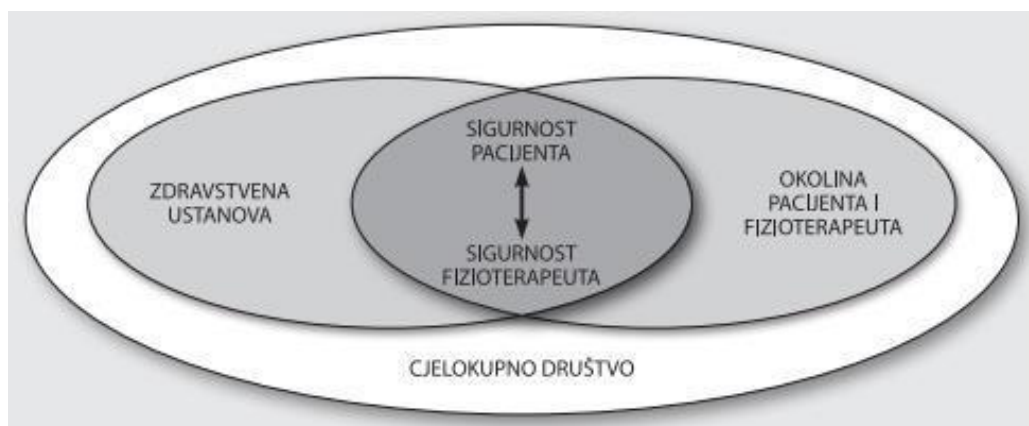 SIGURNOST
PACIJENTA
ZDRAVSTVENA
USTANOVA
OKOLINA
PACIJENTA I
FIZIOTERAPEUTA
SIGURNOST
FIZIOTERAPEUTA
CJELOKUPNO DRUŠTVO